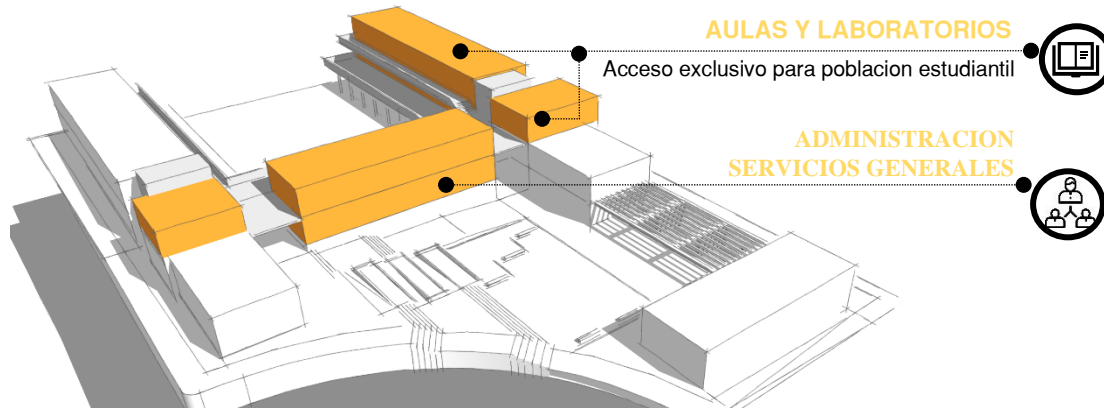 AULAS Y LABORATORIOS
Acceso exclusivo para poblacion estudiantil
ADMINISTRACION
SERVICIOS GENERALES